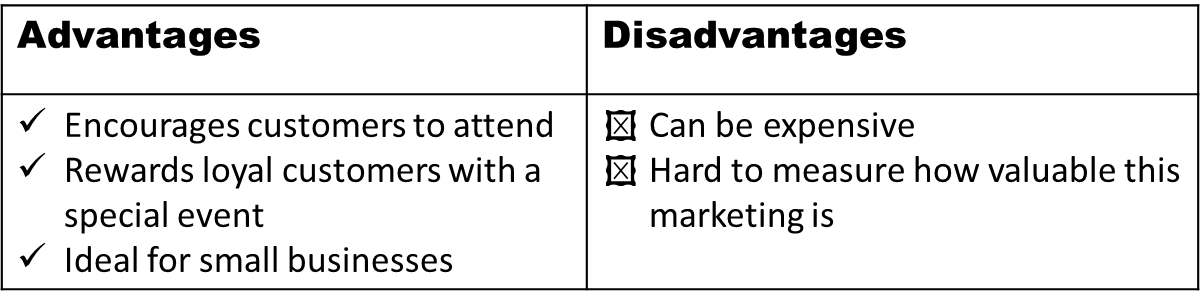 Advantages
Disadvantages
✓ Encourages customers to attend
✓ Rewards loyal customers with a
special event
✓ Ideal for small businesses
☒ Can be expensive
☒ Hard to measure how valuable this
marketing is